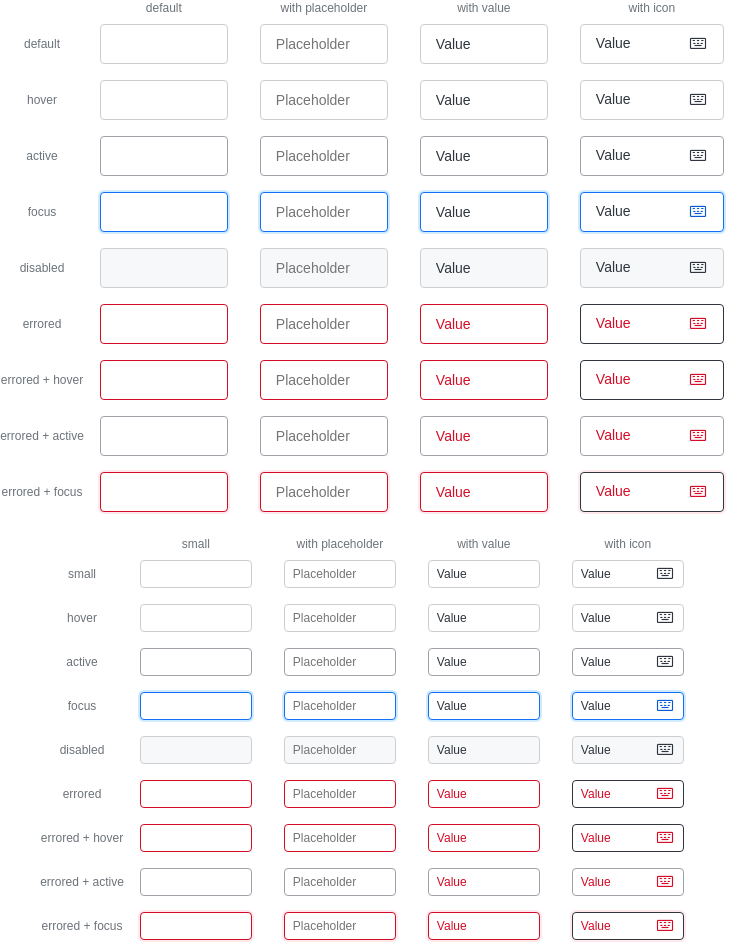 default with placeholder with value with icon
default Placeholder Value Value
hover Placeholder Value Value
active Placeholder Value Value
focus Placeholder Value Value
disabled Placeholder Value Value
errored Placeholder Value Value
errored + hover Placeholder Value Value
errored + active Placeholder Value Value
errored + focus Placeholder Value Value
small with placeholder with value with icon
small Placeholder Value Value
hover Placeholder Value Value
active Placeholder Value Value
focus Placeholder Value Value
disabled Placeholder Value Value
errored Placeholder Value Value
errored + hover Placeholder Value Value
errored + active Placeholder Value Value
errored + focus Placeholder Value Value